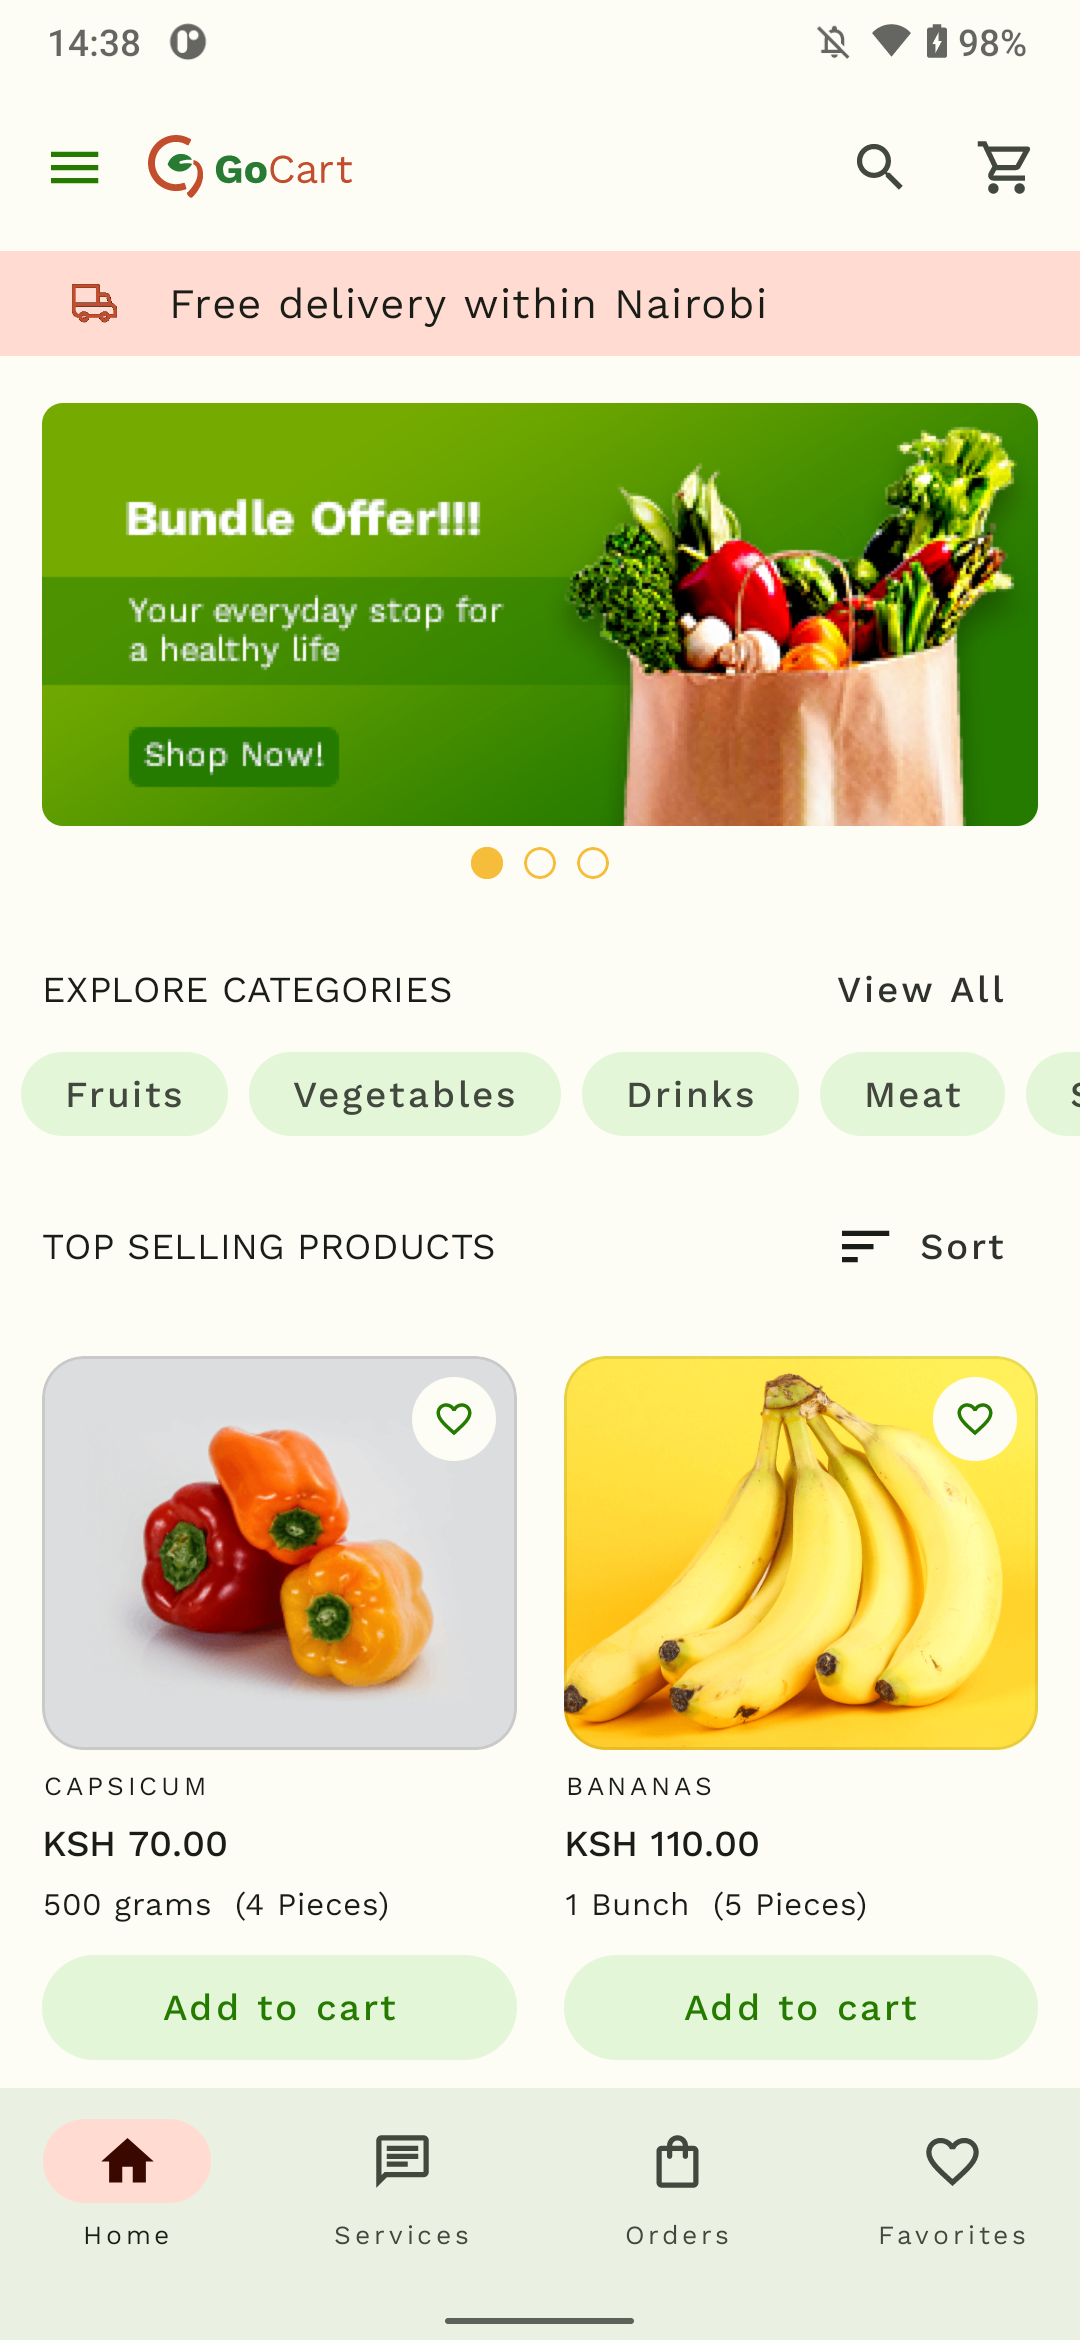 14:38
98%
GoCart
Free delivery within Nairobi
Bundle Offer!!!
Your everyday stop for
a healthy life
Shop Now!
EXPLORE CATEGORIES
View All
Fruits
Vegetables
Drinks
Meat
TOP SELLING PRODUCTS
Sort
CAPSICUM
BANANAS
KSH 70.00
KSH 110.00
500 grams (4 Pieces)
1 Bunch (5 Pieces)
Add to cart
Add to cart
Home
Services
Orders
Favorites